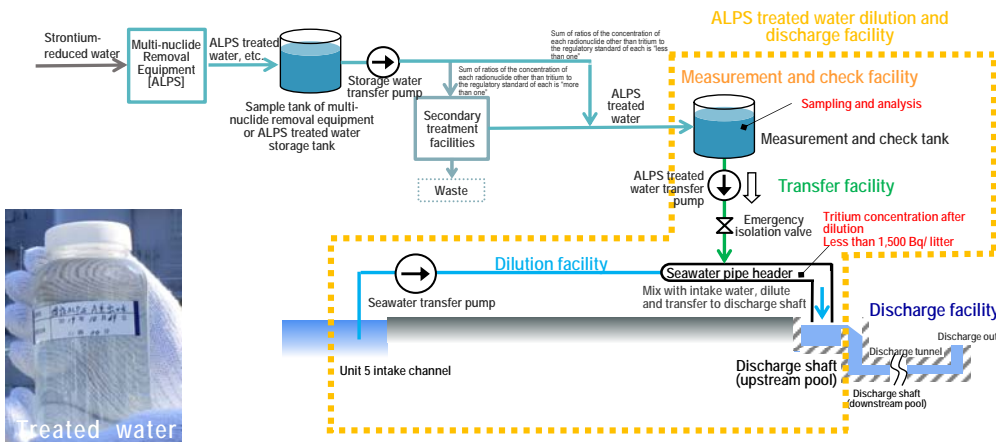 ALPS treated water dilution and
discharge facility
Strontium-
reduced water
Multi-nuclide
Removal
Equipment
[ALPS]
ALPS treated
water, etc.
Storage water
transfer pump
Sample tank of multi-
nuclide removal equipment
or ALPS treated water
storage tank
Sum of ratios of the concentration
of each radionuclide other than tritium to
the regulatory standard of each is "less
than one"
Sum of ratios of the concentration of
each radionuclide other than tritium to
the regulatory standard of each is "more
than one"
Secondary
treatment
facilities
Waste
ALPS
treated
water
Measurement and check facility
Sampling and analysis
Measurement and check tank
ALPS treated
water transfer
pump
Transfer facility
Emergency
isolation valve
Tritium concentration after
dilution
Less than 1,500 Bq/ litter
Dilution facility
Seawater pipe header
Seawater transfer pump
Mix with intake water, dilute
and transfer to discharge shaft
Unit 5 intake channel
Discharge shaft
(upstream pool)
Discharge facility
Discharge out
Discharge tunnel
Discharge shaft
(downstream pool)
Treated water